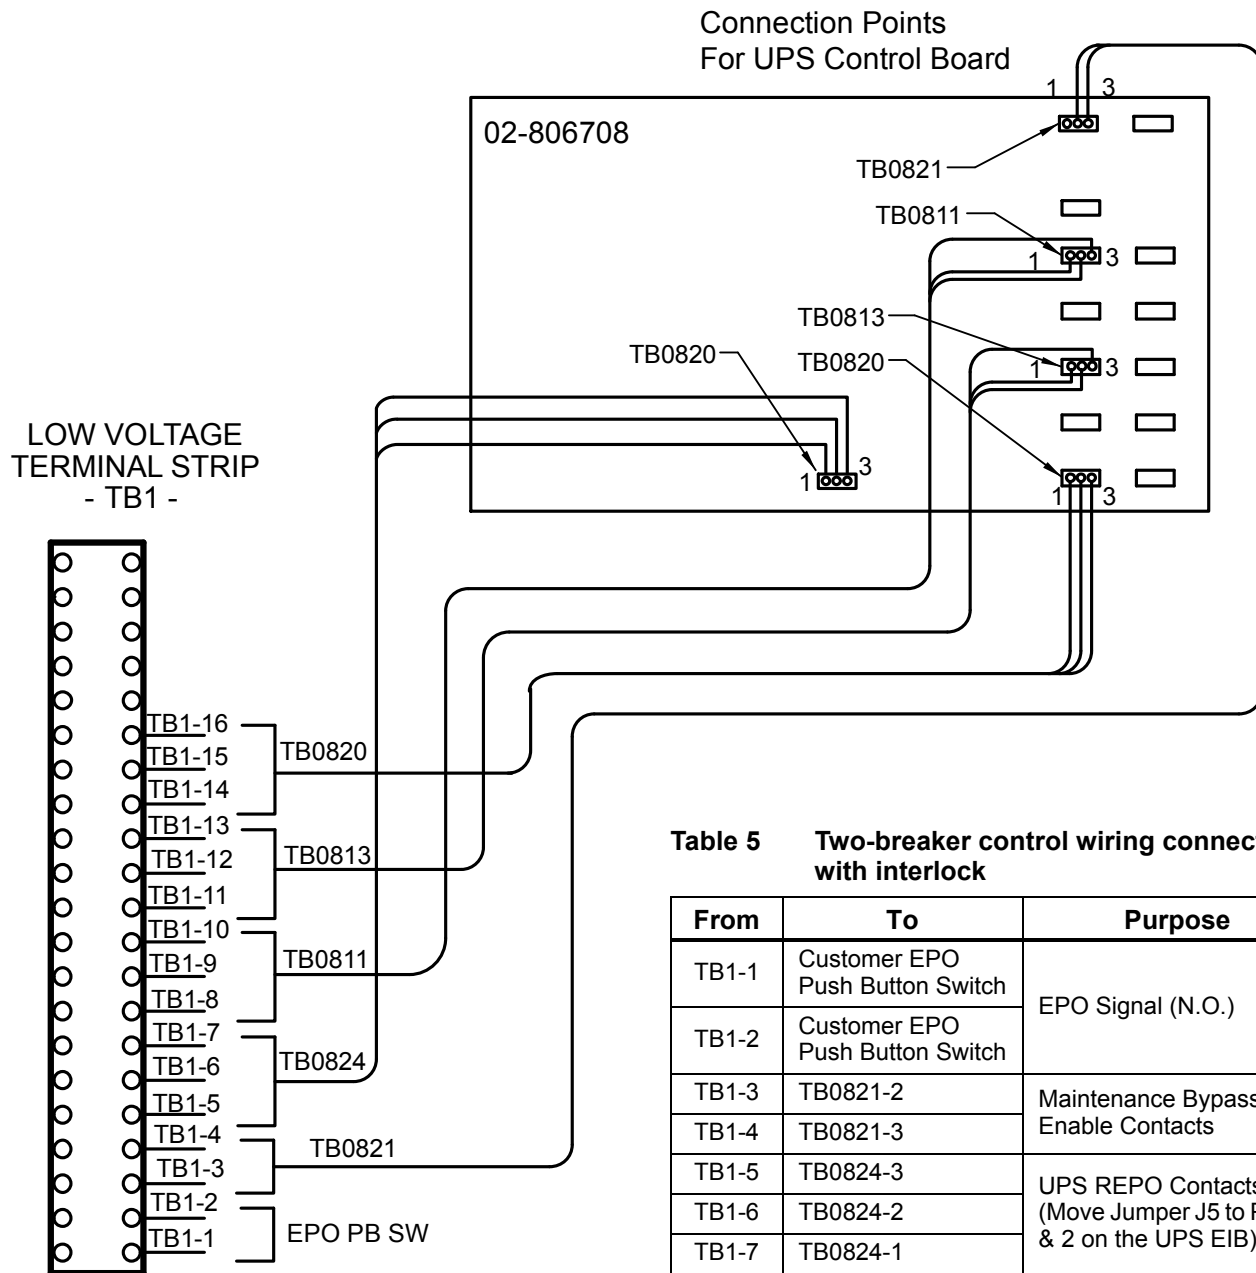 Connection Points
For UPS Control Board
1 3
02-806708
TB0821
TB0811
1 3
TB0813
1 3
TB0820
TB0820
1 3
1 3
LOW VOLTAGE
TERMINAL STRIP
- TB1 -
TB1-16
TB1-15
TB0820
TB1-14
TB1-13
TB1-12
TB0813
TB1-11
TB1-10
TB1-9
TB0811
TB1-8
TB1-7
TB1-6
TB0824
TB1-5
TB1-4
TB0821
TB1-3
TB1-2
TB1-1
EPO PB SW
Table 5 Two-breaker control wiring connect
with interlock
From To Purpose
TB1-1 Customer EPO
Push Button Switch
EPO Signal (N.O.)
TB1-2 Customer EPO
Push Button Switch
TB1-3 TB0821-2
Maintenance Bypass
Enable Contacts
TB1-4 TB0821-3
TB1-5 TB0824-3
UPS REPO Contacts
(Move Jumper J5 to
& 2 on the UPS EIB)
TB1-6 TB0824-2
TB1-7 TB0824-1